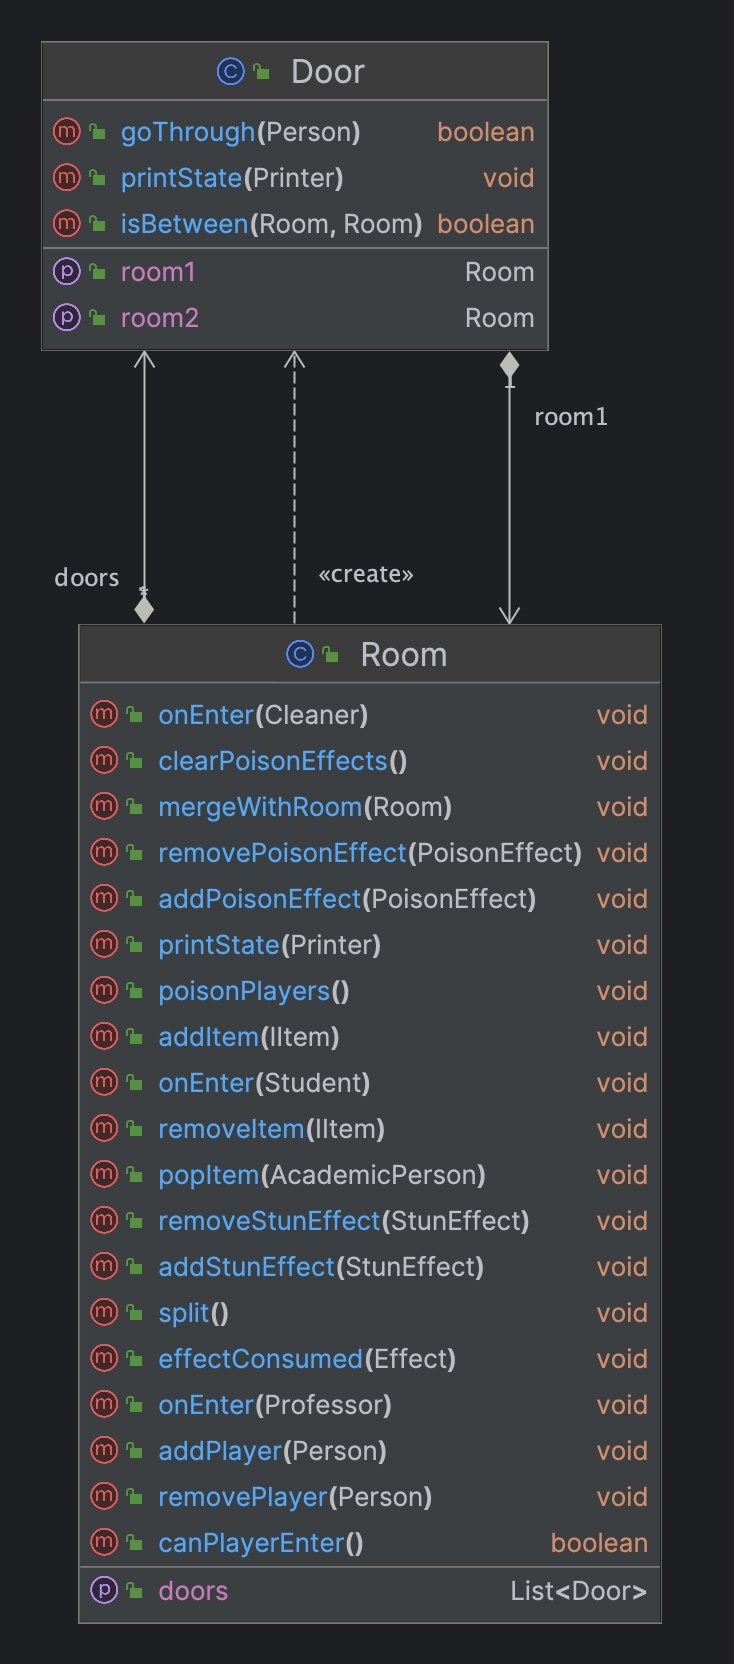 C Door
m goThrough(Person) boolean
m printState(Printer) void
m isBetween(Room, Room) boolean
p room1 Room
p room2 Room
1
room1
doors
*
«create»
C Room
m onEnter(Cleaner) void
m clearPoisonEffects() void
m mergeWithRoom(Room) void
m removePoisonEffect(PoisonEffect) void
m addPoisonEffect(PoisonEffect) void
m printState(Printer) void
m poisonPlayers() void
m addItem(IItem) void
m onEnter(Student) void
m removeItem(IItem) void
m popItem(AcademicPerson) void
m removeStunEffect(StunEffect) void
m addStunEffect(StunEffect) void
m split() void
m effectConsumed(Effect) void
m onEnter(Professor) void
m addPlayer(Person) void
m removePlayer(Person) void
m canPlayerEnter() boolean
p doors List<Door>